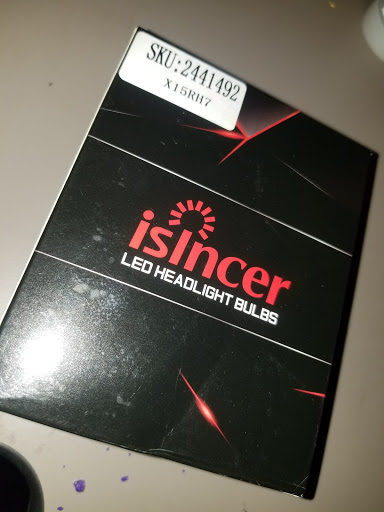 SKU:2441492
X15RH7
isincer
LED HEADLIGHT BULBS